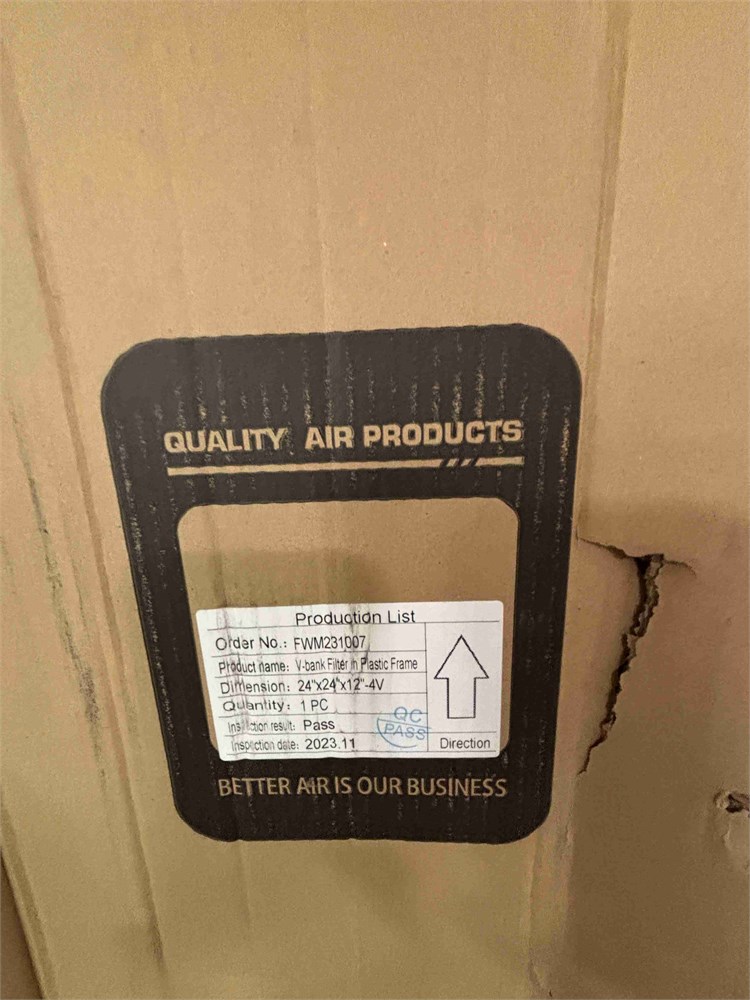 QUALITY AIR PRODUCTS
Production List
Order No.: FWM231007
Product name: V-bank Filter in Plastic Frame
Dimension: 24"x24"x12"-4V
Quantity: 1 PC
Inspection result: Pass
Inspection date: 2023.11
QC
PASS
Direction
BETTER AIR IS OUR BUSINESS